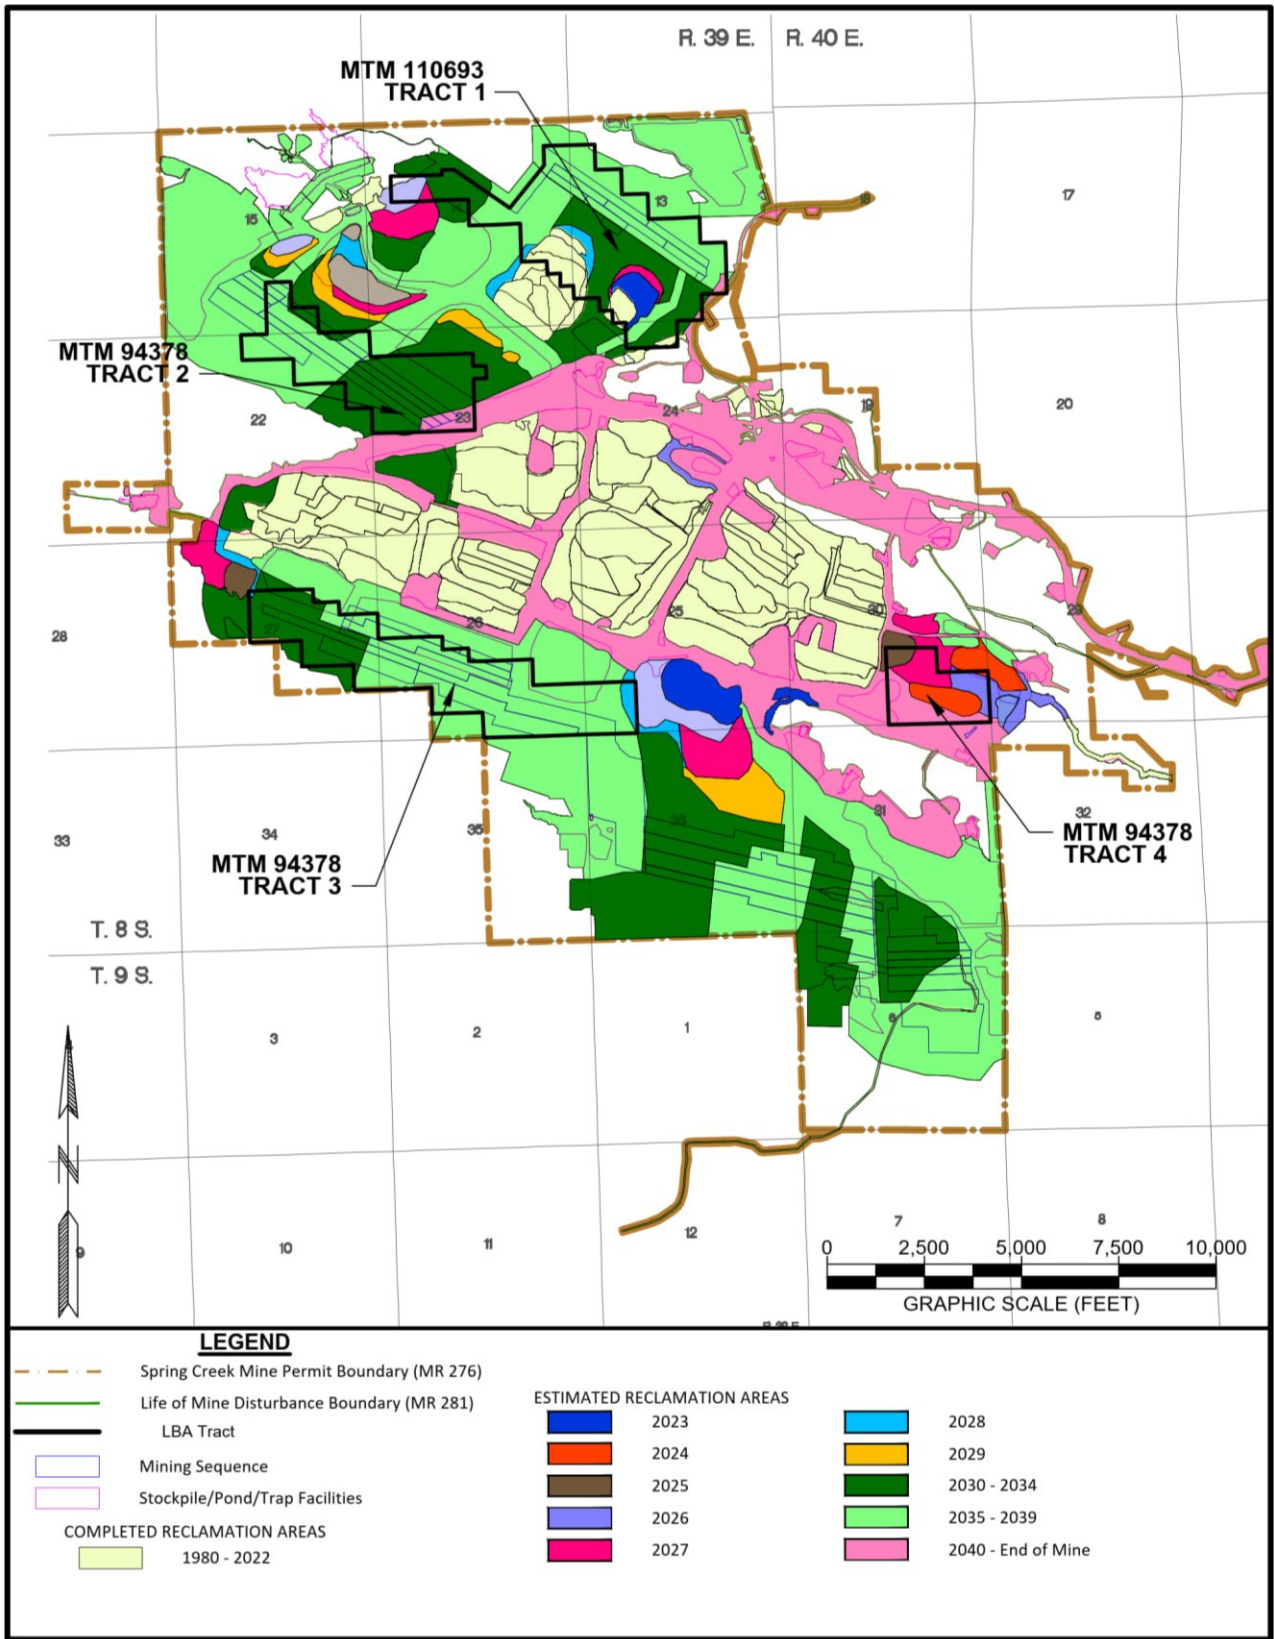 R. 39 E. R. 40 E.
MTM 110693
TRACT 1
17
13
18
15
14
MTM 94378
TRACT 2
22
23
24
19
20
28
27
26
25
30
29
33
34
35
36
31
32
MTM 94378
TRACT 3
MTM 94378
TRACT 4
T. 8 S.
T. 9 S.
3
2
1
6
5
N
9
10
11
12
7
8
0 2,500 5,000 7,500 10,000
GRAPHIC SCALE (FEET)
LEGEND
Spring Creek Mine Permit Boundary (MR 276)
Life of Mine Disturbance Boundary (MR 281)
LBA Tract
Mining Sequence
Stockpile/Pond/Trap Facilities
COMPLETED RECLAMATION AREAS
1980 - 2022
ESTIMATED RECLAMATION AREAS
2023
2024
2025
2026
2027
2028
2029
2030 - 2034
2035 - 2039
2040 - End of Mine